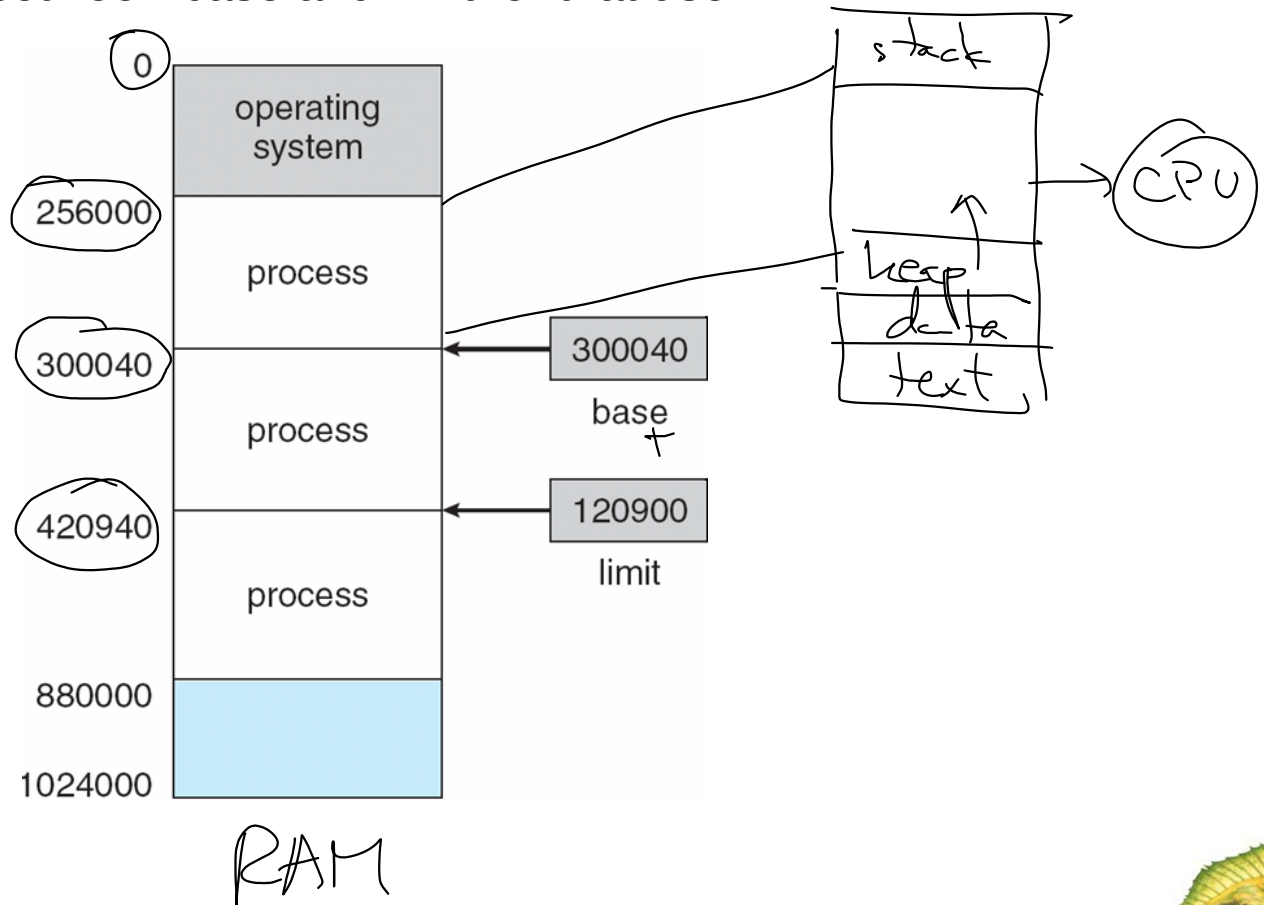 0
operating
system
256000
process
300040
300040
base
+
process
120900
420940
limit
process
880000
1024000
RAM
stack
heap
data
text
CPU